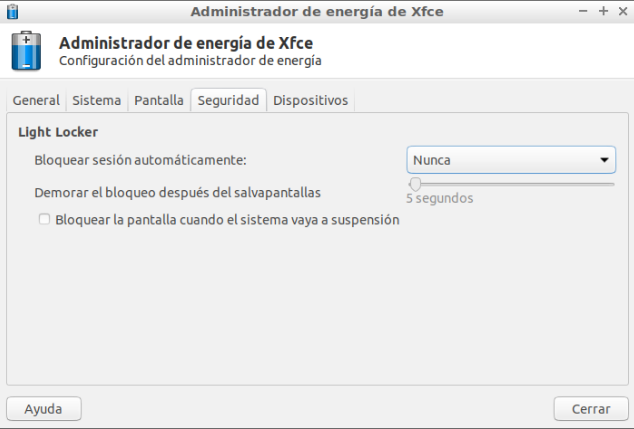 Administrador de energía de Xfce
Administrador de energía de Xfce
Configuración del administrador de energía
General Sistema Pantalla Seguridad Dispositivos
Light Locker
Bloquear sesión automáticamente: Nunca
Demorar el bloqueo después del salvapantallas
5 segundos
Bloquear la pantalla cuando el sistema vaya a suspensión
Ayuda Cerrar